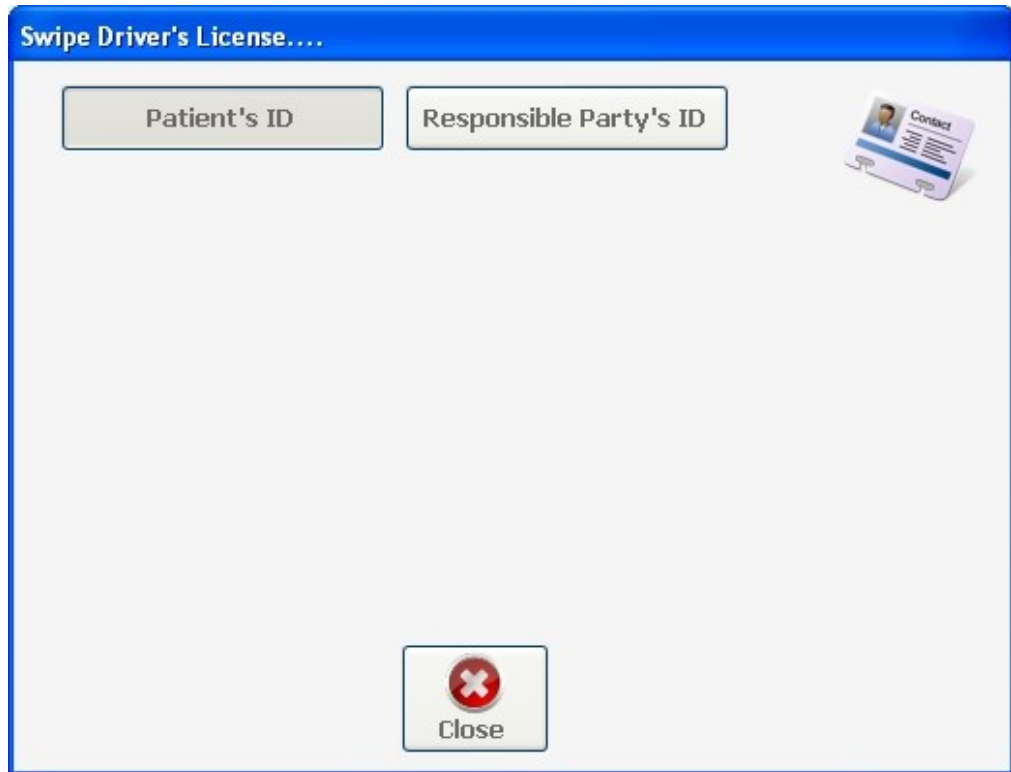 Swipe Driver's License....
Patient's ID
Responsible Party's ID
Contact
Close